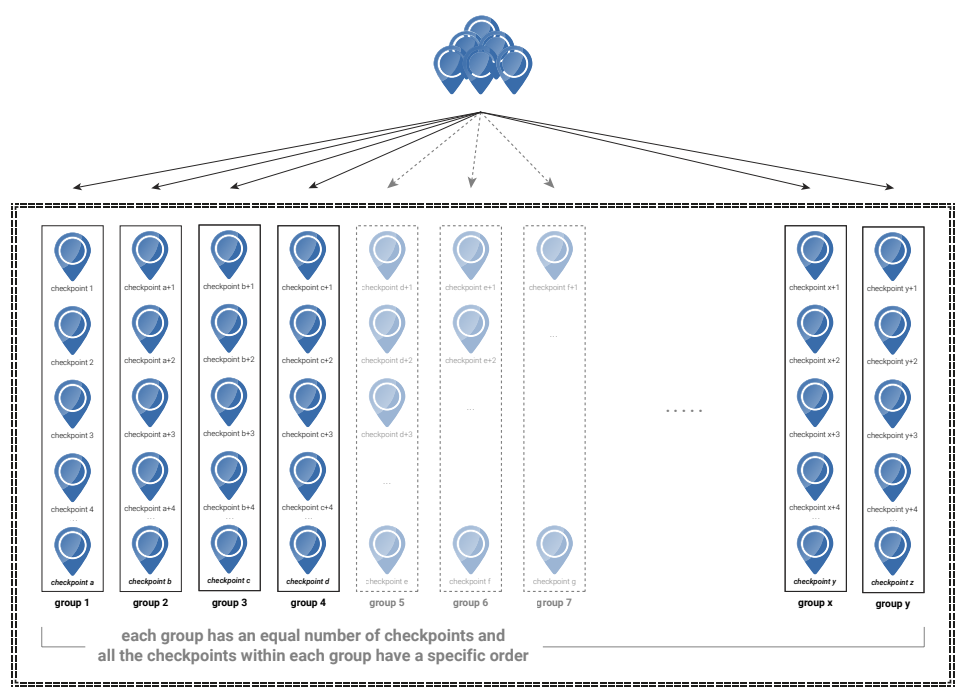 checkpoint 1 checkpoint a+1 checkpoint b+1 checkpoint c+1 checkpoint d+1 checkpoint e+1 checkpoint f+1 checkpoint x+1 checkpoint y+1
checkpoint 2 checkpoint a+2 checkpoint b+2 checkpoint c+2 checkpoint d+2 checkpoint e+2 ... checkpoint x+2 checkpoint y+2
checkpoint 3 checkpoint a+3 checkpoint b+3 checkpoint c+3 checkpoint d+3 ... ..... checkpoint x+3 checkpoint y+3
checkpoint 4 checkpoint a+4 checkpoint b+4 checkpoint c+4 ... checkpoint x+4 checkpoint y+4
... ... ... ... ... ...
checkpoint a checkpoint b checkpoint c checkpoint d checkpoint e checkpoint f checkpoint g checkpoint y checkpoint z
group 1 group 2 group 3 group 4 group 5 group 6 group 7 group x group y
each group has an equal number of checkpoints and
all the checkpoints within each group have a specific order